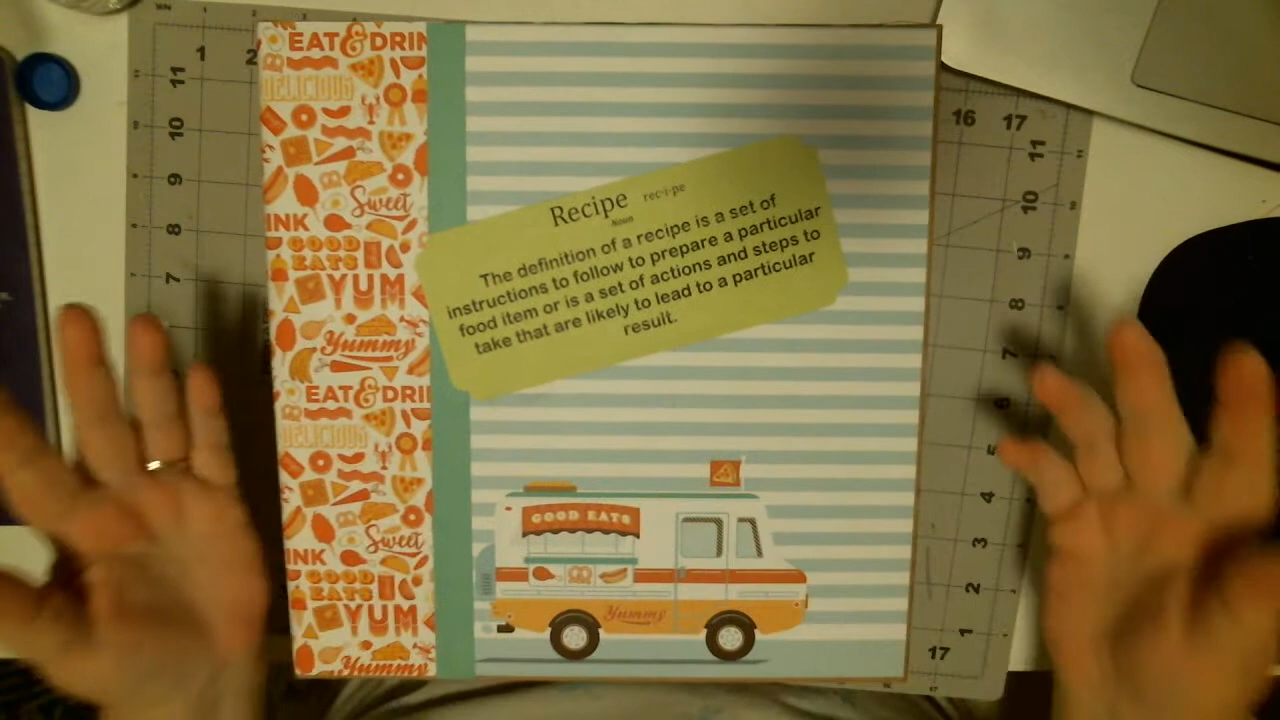 EAT & DRIN
DELICIOUS
Sweet
INK
GOOD
EATS
YUM
Yummy
EAT & DRI
DELICIOUS
Sweet
INK
GOOD
EATS
YUM
Yummy
Recipe rec·i·pe
Noun
The definition of a recipe is a set of
instructions to follow to prepare a particular
food item or is a set of actions and steps to
take that are likely to lead to a particular
result.
GOOD EATS
Yummy
1 2
11
10
9
8
7
16 17
11
10
9
8
7
6
5
4
3
2
1
17